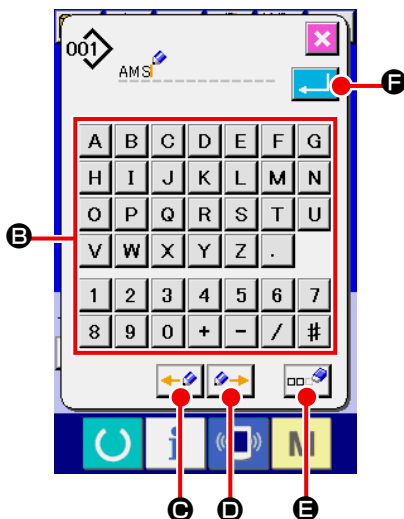 001
AMS
F
A B C D E F G
H I J K L M N
O P Q R S T U
B
V W X Y Z .
1 2 3 4 5 6 7
8 9 0 + - / #
i M
C D E